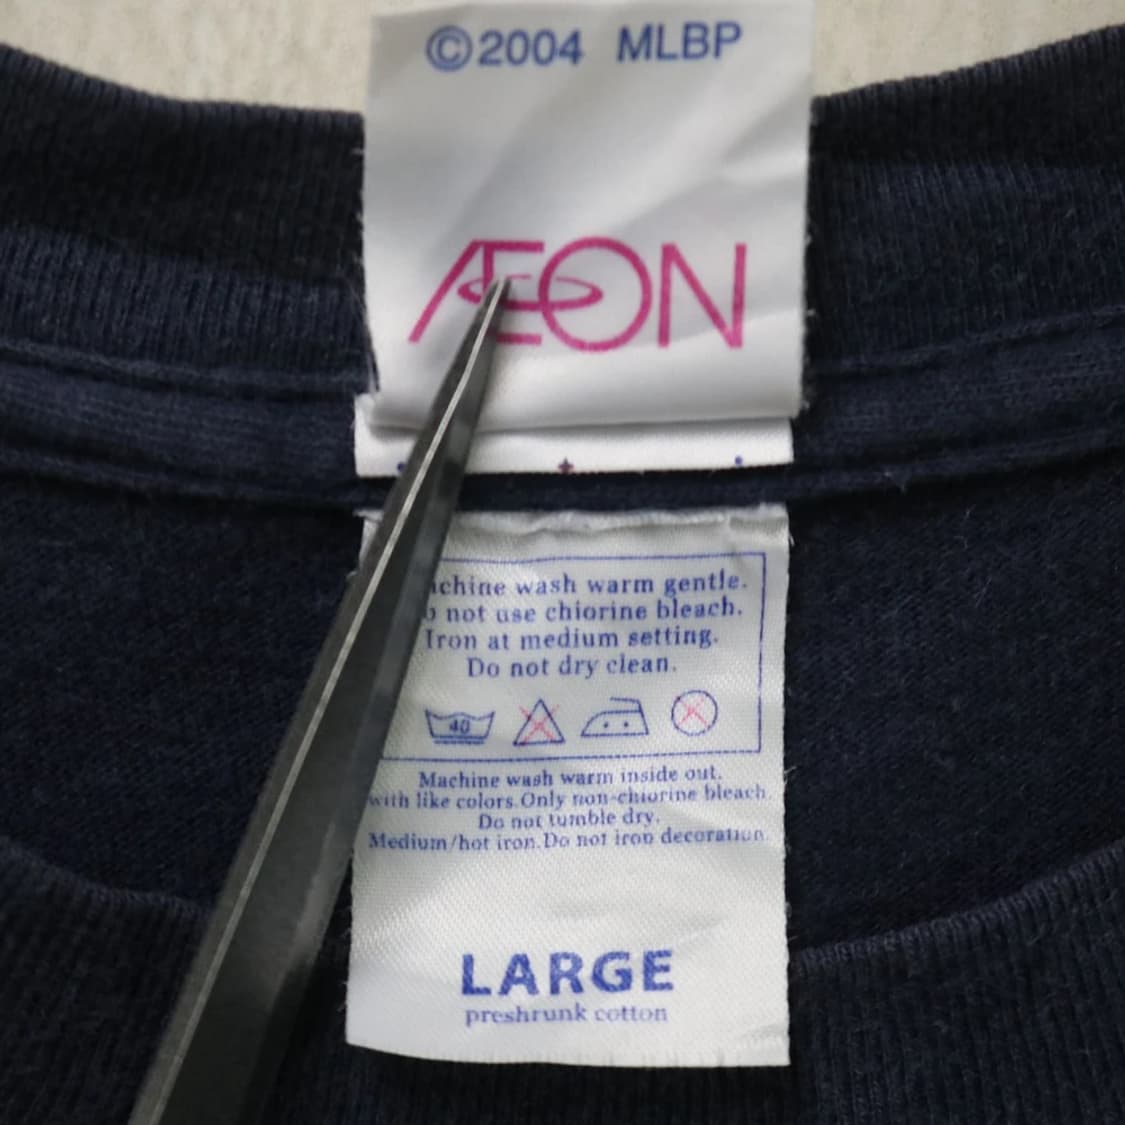 ©2004 MLBP
ÆON
achine wash warm gentle.
o not use chiorine bleach.
Iron at medium setting.
Do not dry clean.
40
Machine wash warm inside out.
with like colors.Only non-chiorine bleach.
Do not tumble dry.
Medium/hot iron.Do not iron decoration.
LARGE
preshrunk cotton